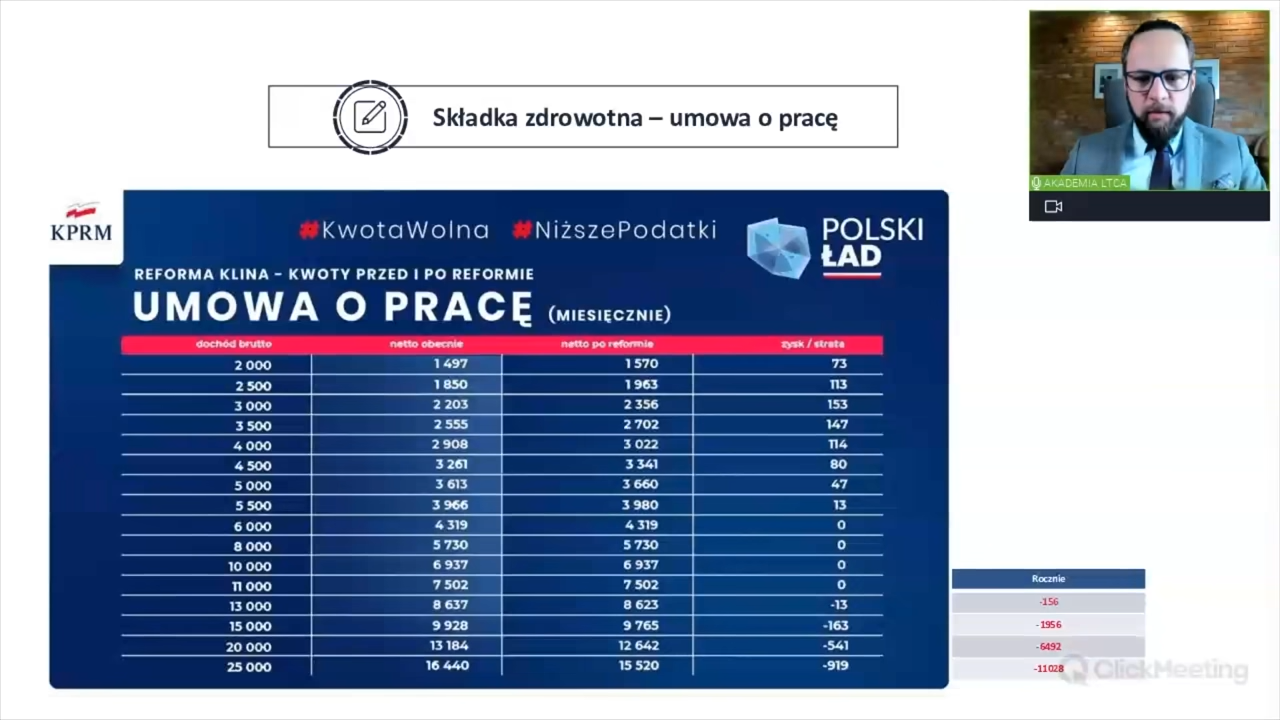 Składka zdrowotna – umowa o pracę
AKADEMIA LTCA
KPRM
#KwotaWolna #NiższePodatki
POLSKI
ŁAD
REFORMA KLINA – KWOTY PRZED I PO REFORMIE
UMOWA O PRACĘ (MIESIĘCZNIE)
dochód brutto netto obecnie netto po reformie zysk / strata
2 000 1 497 1 570 73
2 500 1 850 1 963 113
3 000 2 203 2 356 153
3 500 2 555 2 702 147
4 000 2 908 3 022 114
4 500 3 261 3 341 80
5 000 3 613 3 660 47
5 500 3 966 3 980 13
6 000 4 319 4 319 0
8 000 5 730 5 730 0
10 000 6 937 6 937 0
11 000 7 502 7 502 0
13 000 8 637 8 623 -13
15 000 9 928 9 765 -163
20 000 13 184 12 642 -541
25 000 16 440 15 520 -919
Rocznie
-156
-1956
-6492
-11028
ClickMeeting